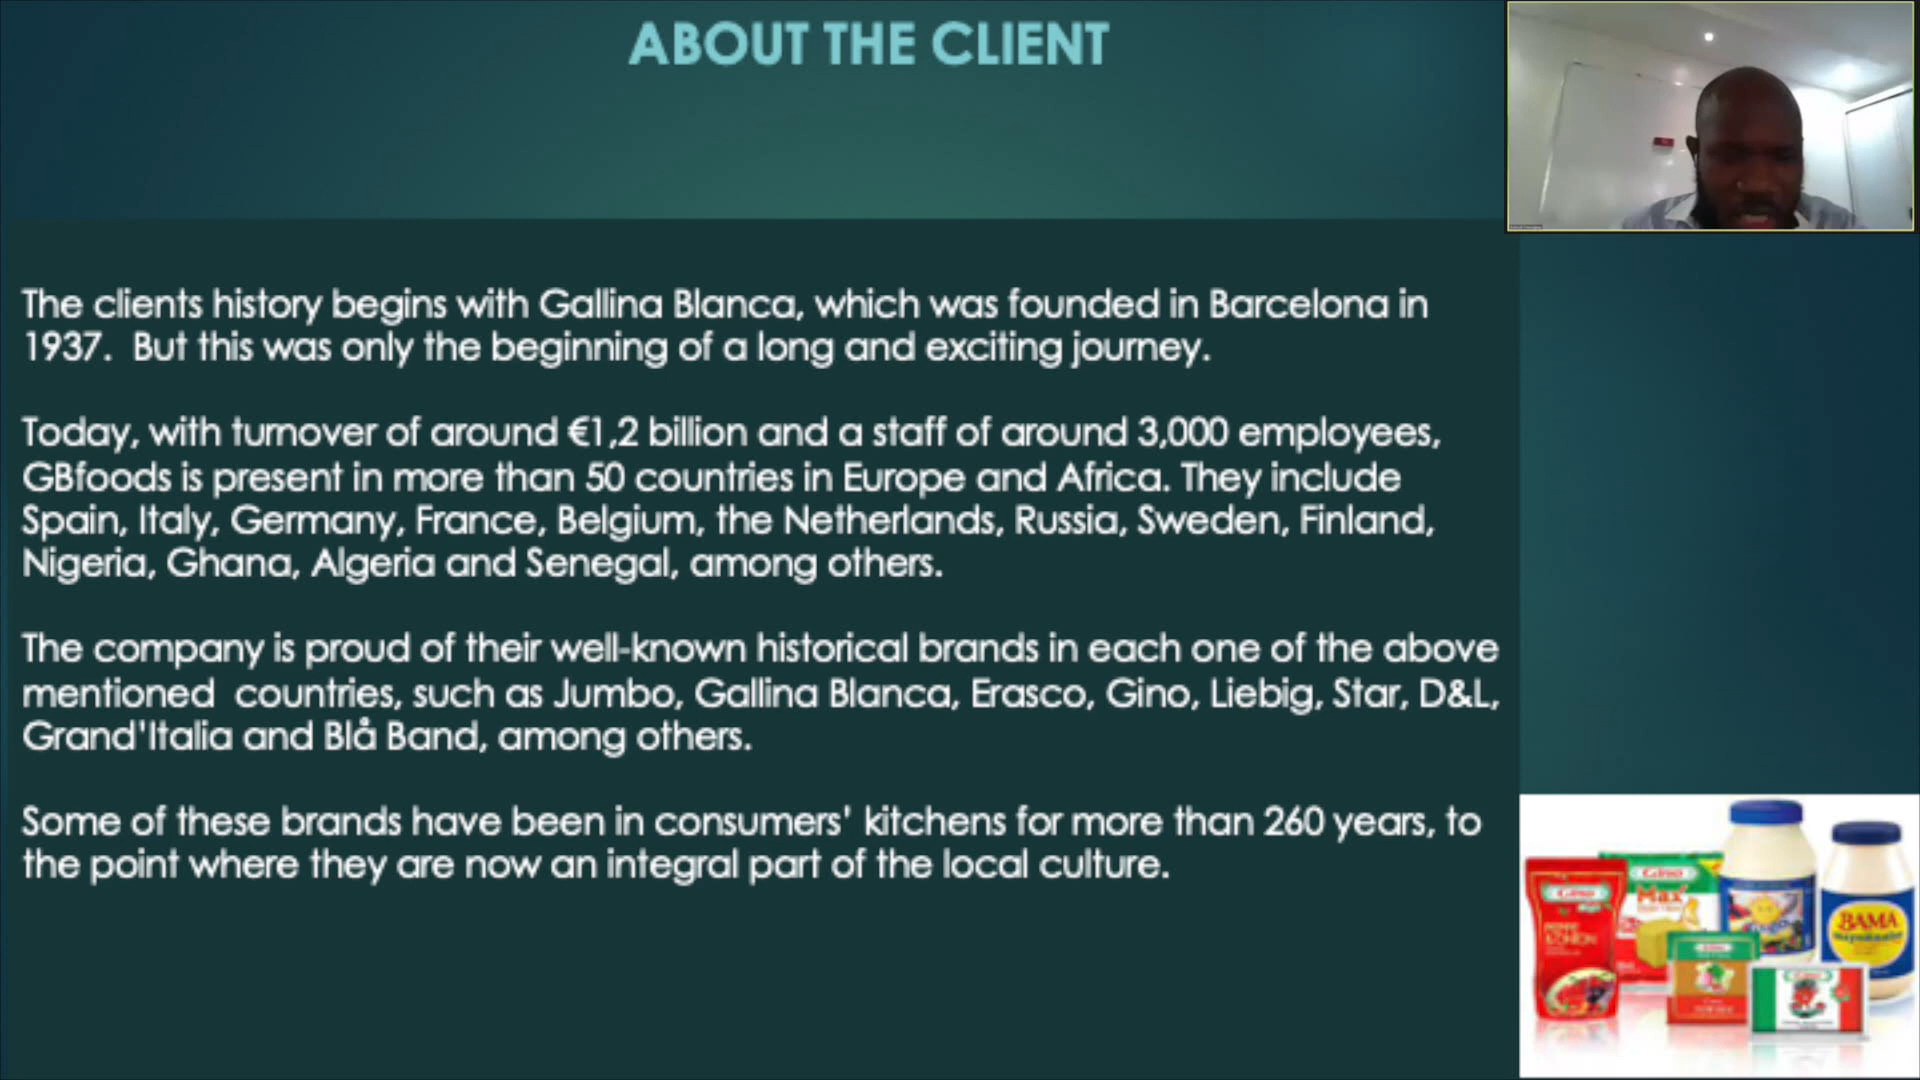 ABOUT THE CLIENT
The clients history begins with Gallina Blanca, which was founded in Barcelona in
1937.  But this was only the beginning of a long and exciting journey.
Today, with turnover of around €1,2 billion and a staff of around 3,000 employees,
GBfoods is present in more than 50 countries in Europe and Africa. They include
Spain, Italy, Germany, France, Belgium, the Netherlands, Russia, Sweden, Finland,
Nigeria, Ghana, Algeria and Senegal, among others.
The company is proud of their well-known historical brands in each one of the above
mentioned  countries, such as Jumbo, Gallina Blanca, Erasco, Gino, Liebig, Star, D&L,
Grand'Italia and Blå Band, among others.
Some of these brands have been in consumers' kitchens for more than 260 years, to
the point where they are now an integral part of the local culture.
Gino
Max
Gino
BAMA
mayonnaise